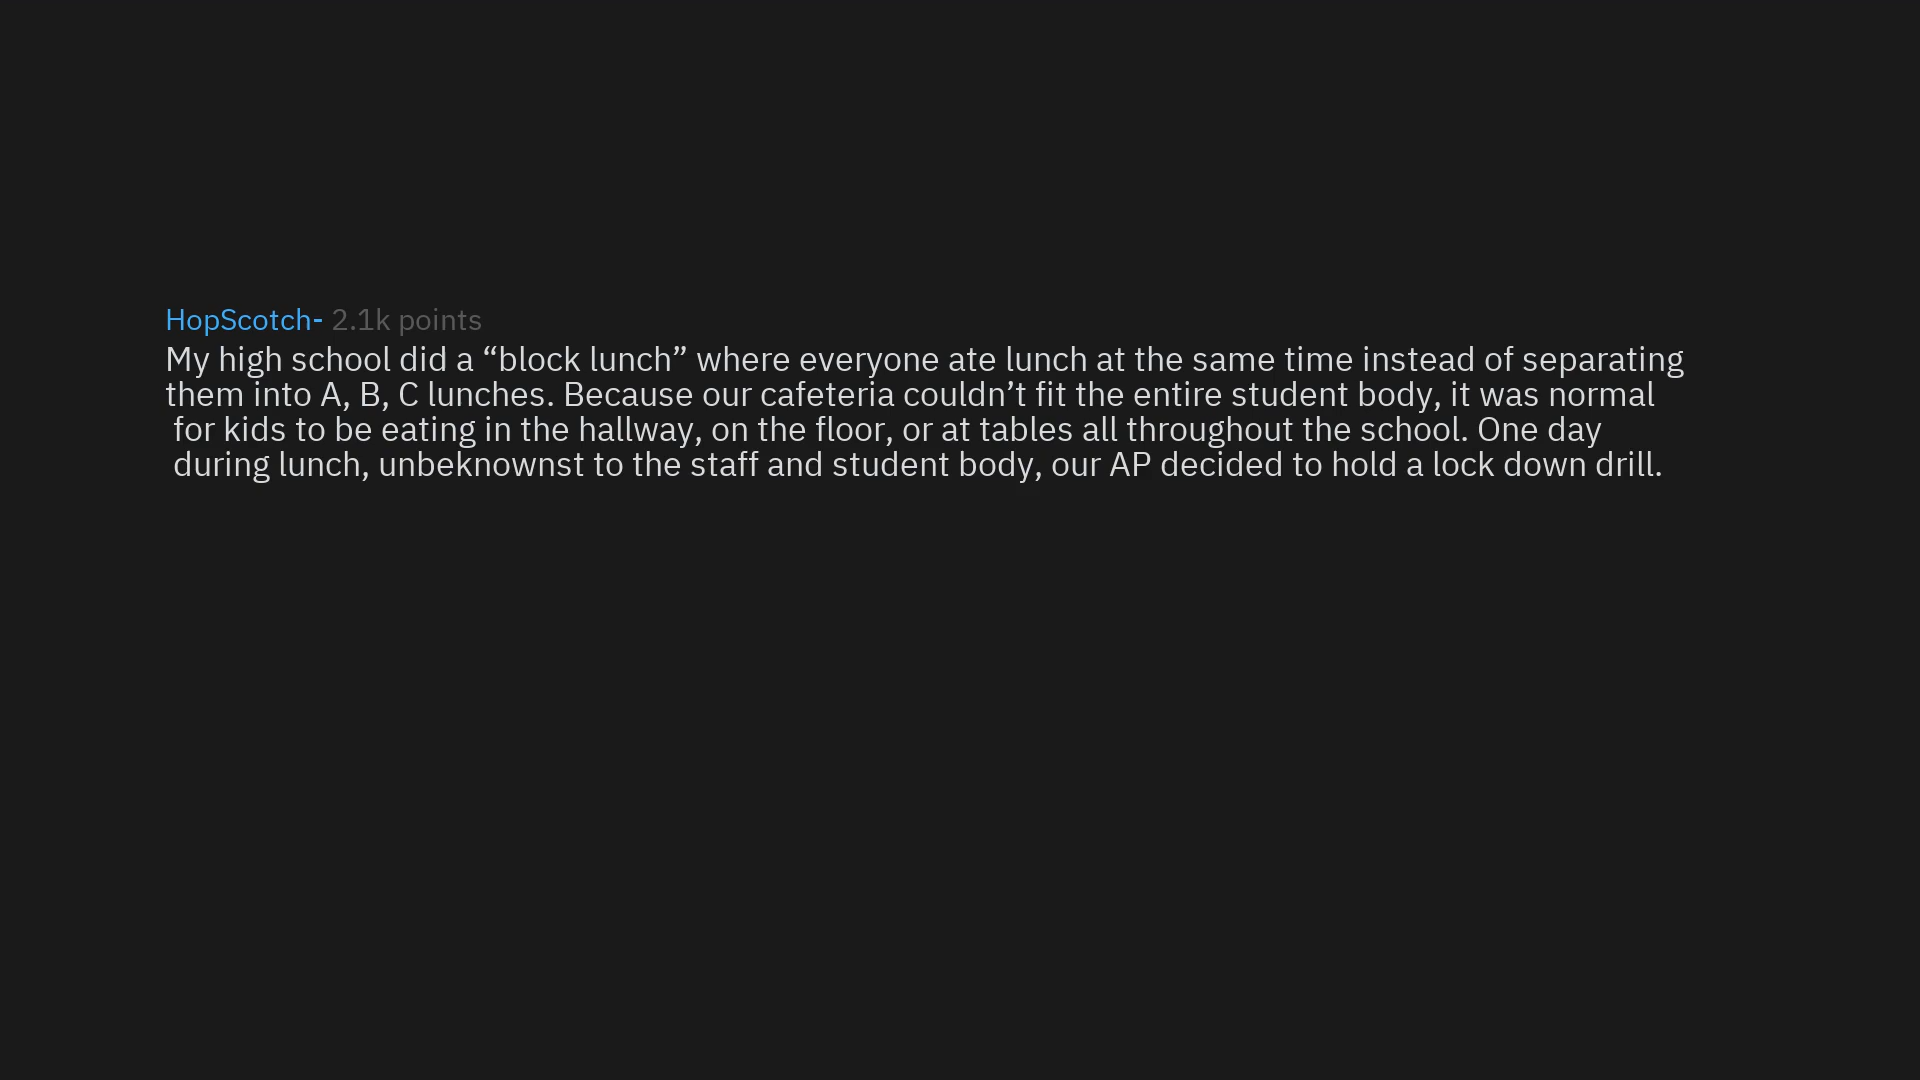 HopScotch- 2.1k points
My high school did a “block lunch” where everyone ate lunch at the same time instead of separating
them into A, B, C lunches. Because our cafeteria couldn’t fit the entire student body, it was normal
for kids to be eating in the hallway, on the floor, or at tables all throughout the school. One day
during lunch, unbeknownst to the staff and student body, our AP decided to hold a lock down drill.